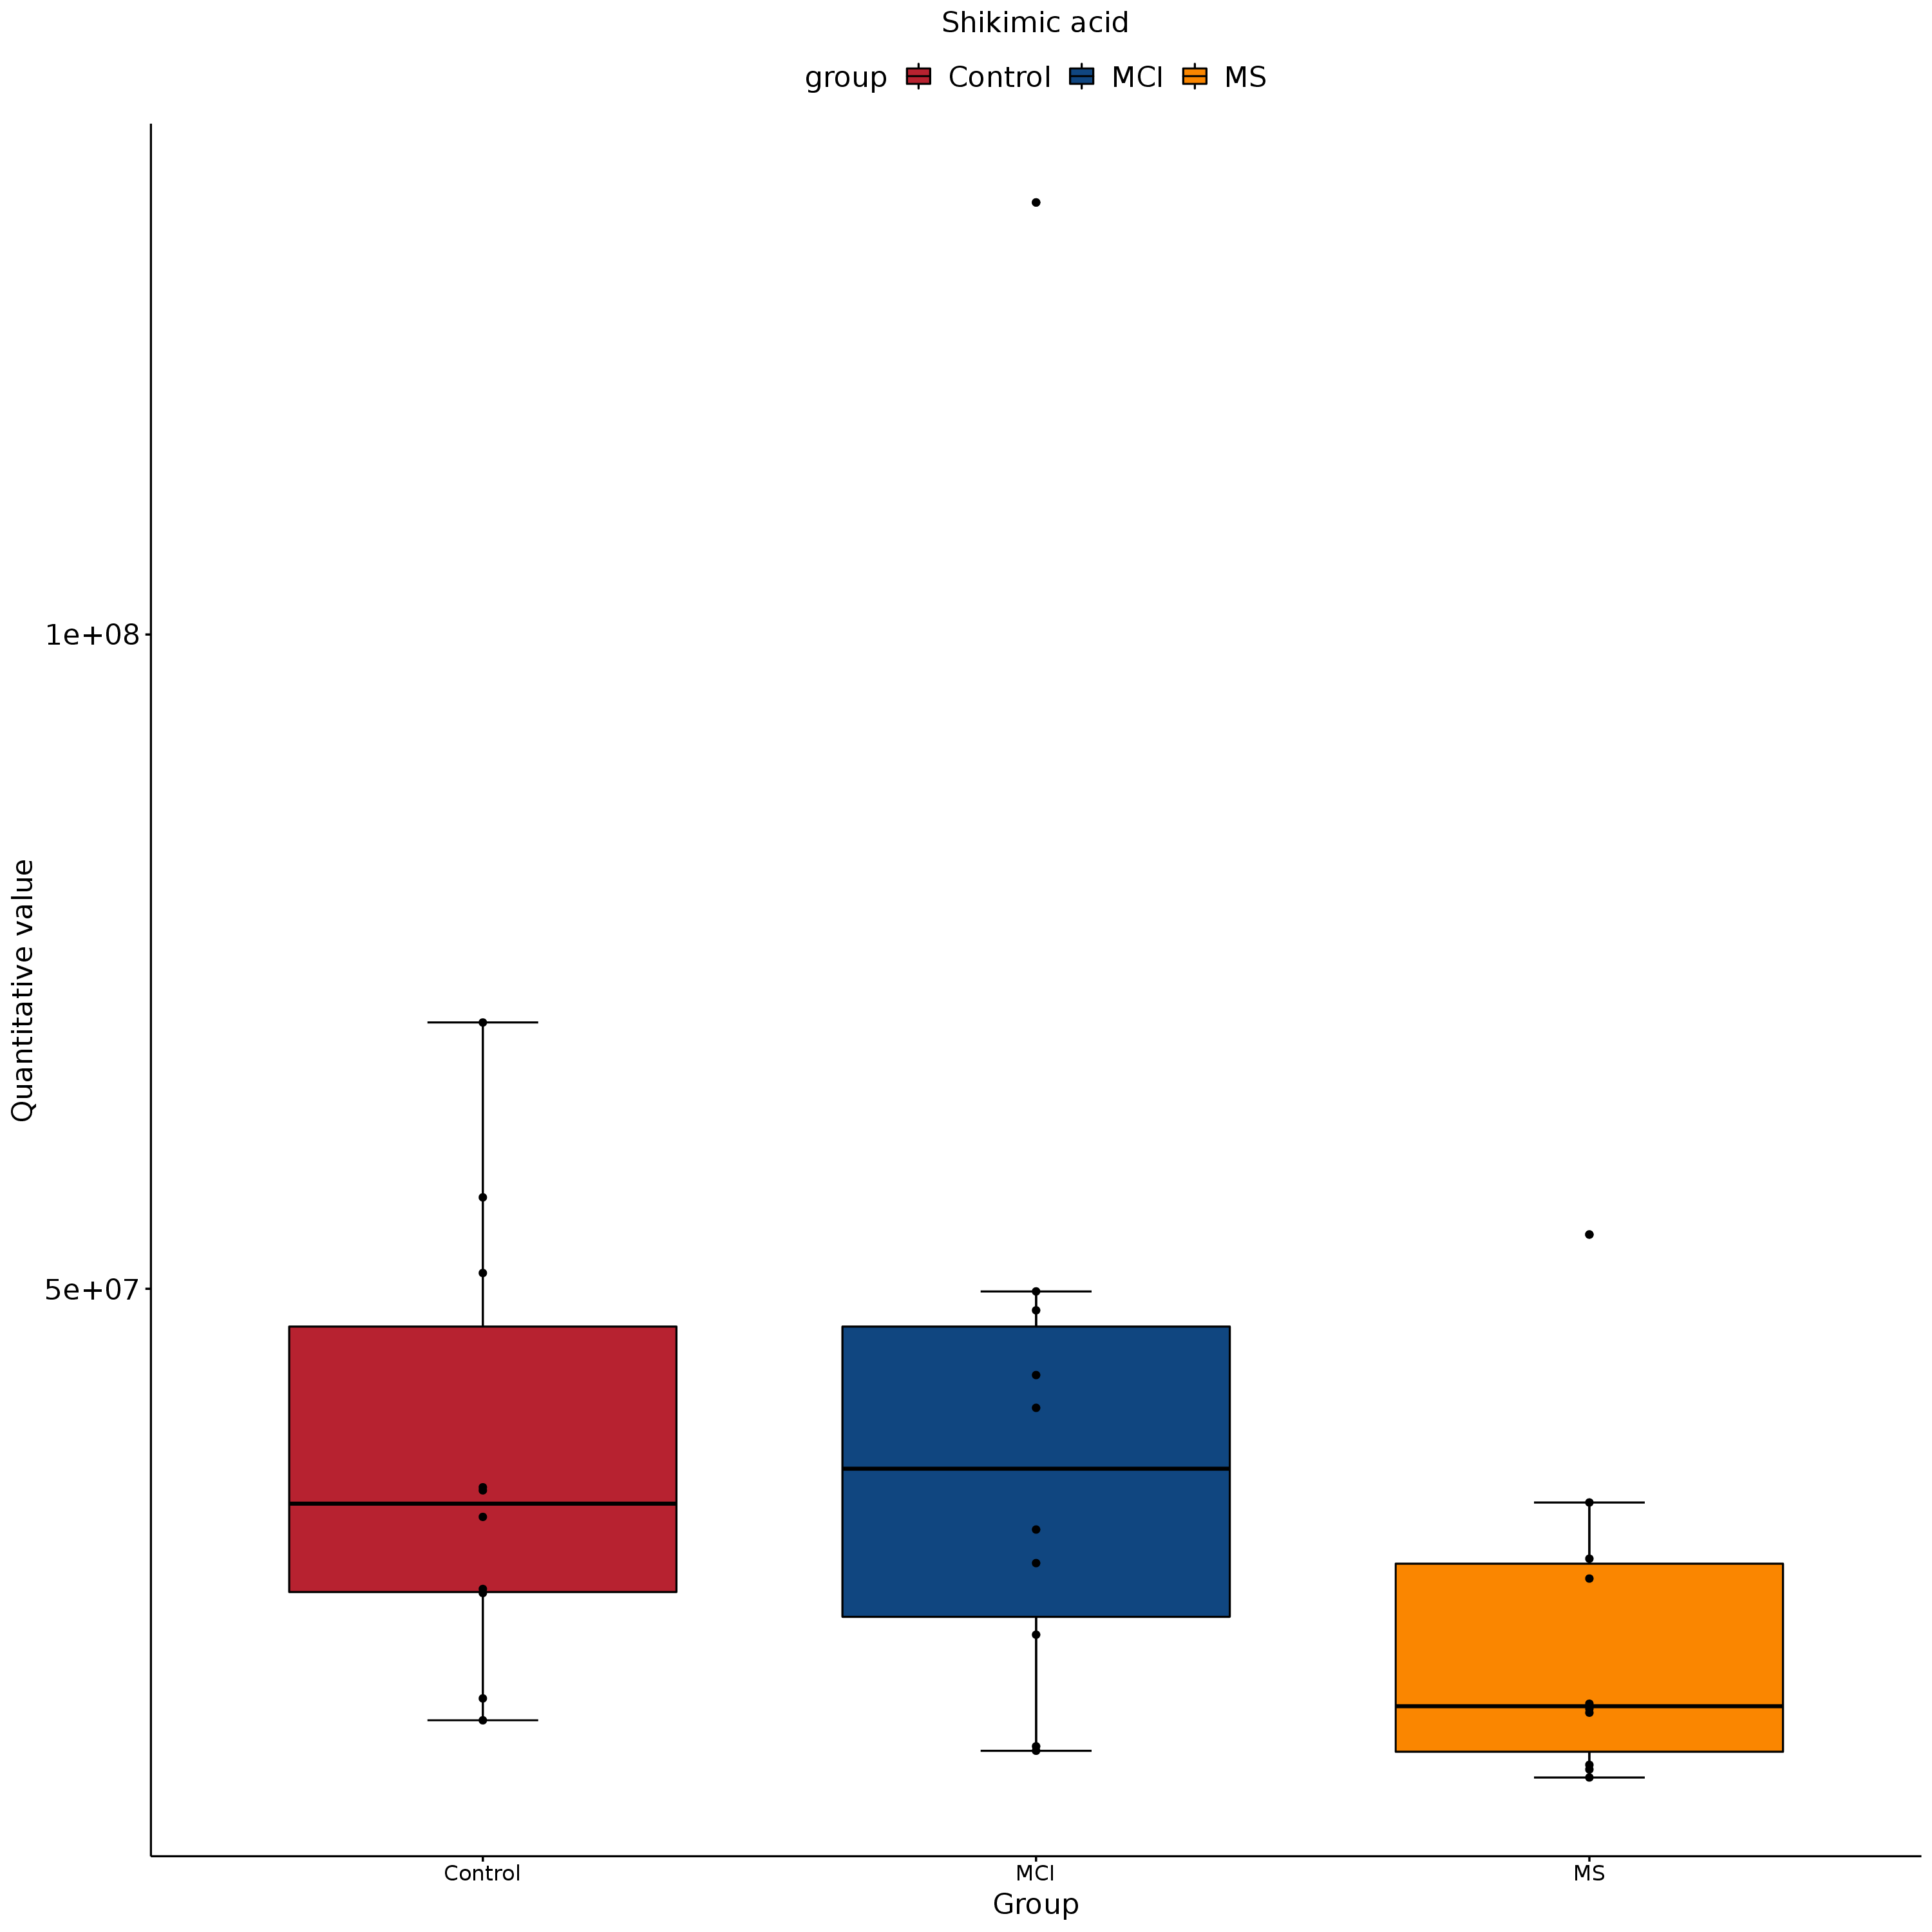 Shikimic acid
group Control MCI MS
Quantitative value
1e+08
5e+07
Control MCI MS
Group